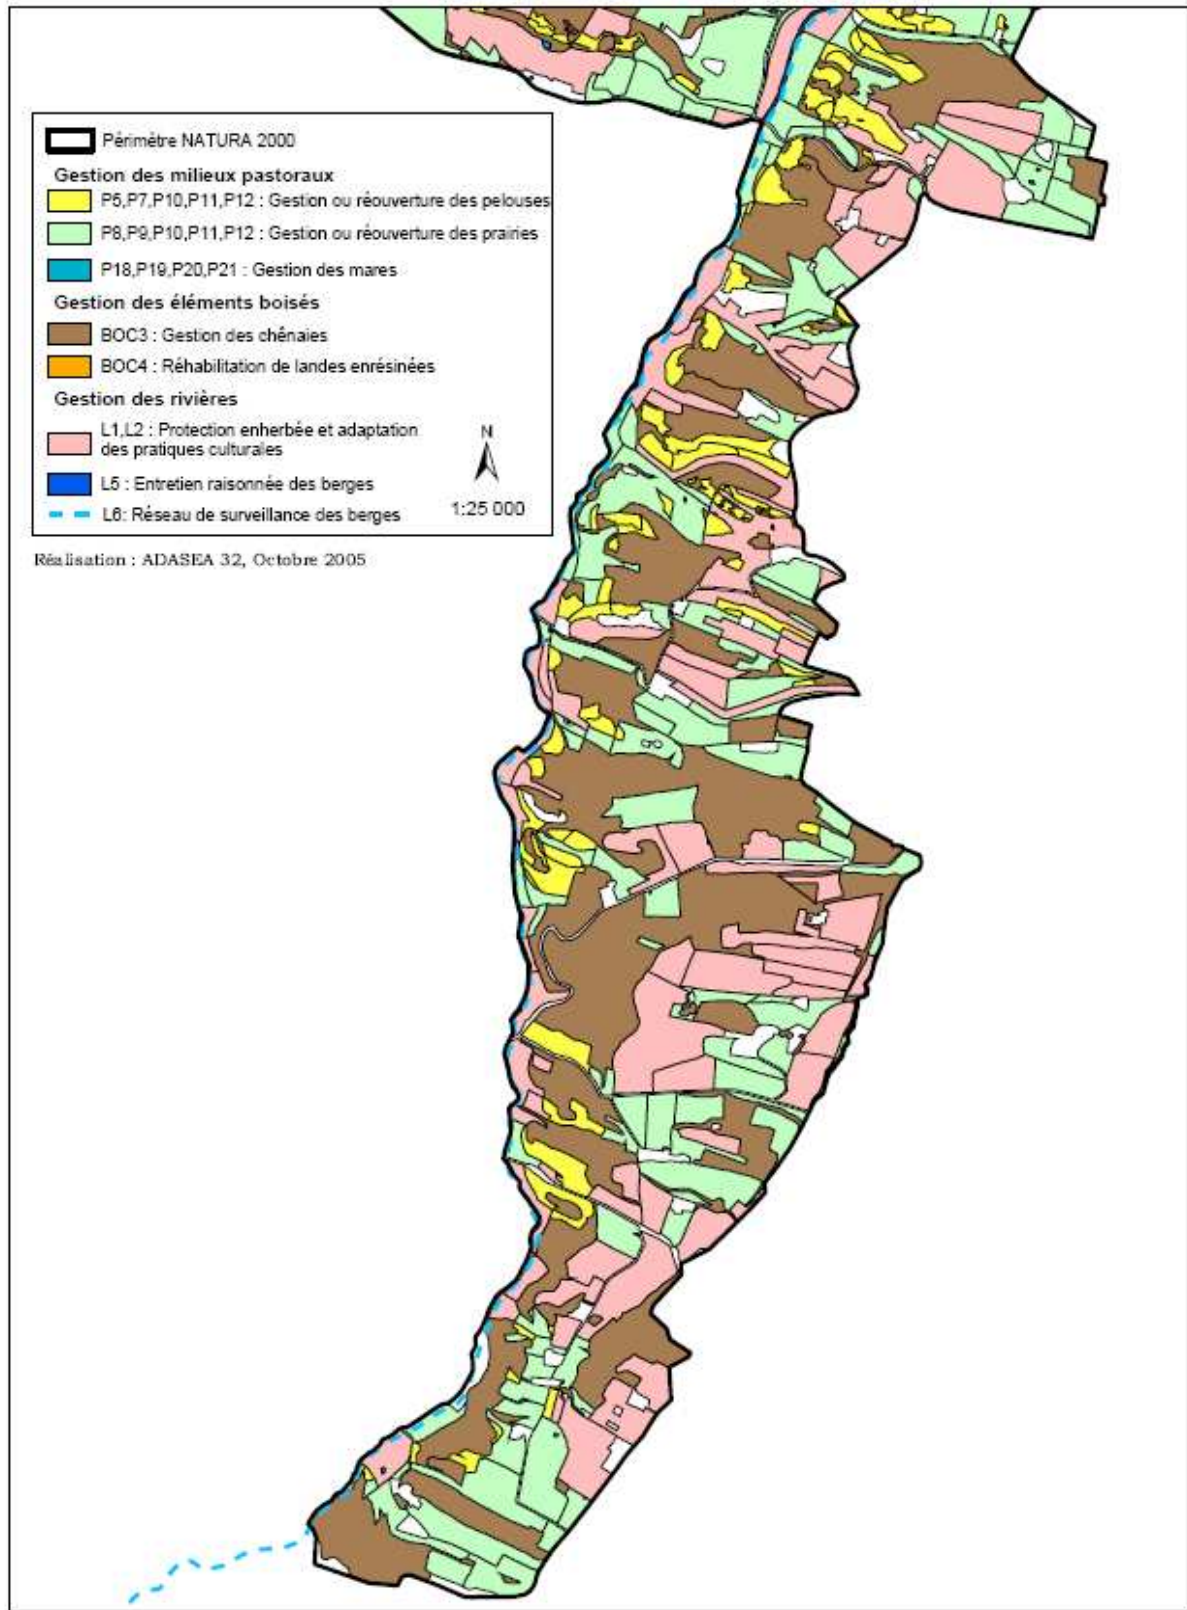 Périmètre NATURA 2000
Gestion des milieux pastoraux
P5,P7,P10,P11,P12 : Gestion ou réouverture des pelouses
P8,P9,P10,P11,P12 : Gestion ou réouverture des prairies
P18,P19,P20,P21 : Gestion des mares
Gestion des éléments boisés
BOC3 : Gestion des chênaies
BOC4 : Réhabilitation de landes enrésinées
Gestion des rivières
L1,L2 : Protection enherbée et adaptation
des pratiques culturales
L5 : Entretien raisonnée des berges
L6: Réseau de surveillance des berges
N
1:25 000
Réalisation : ADASEA 32, Octobre 2005